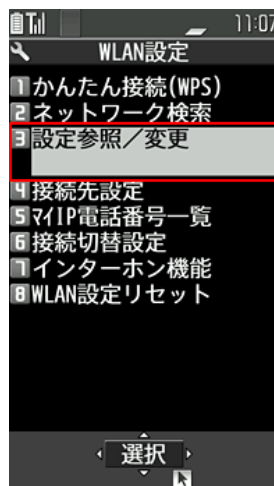 11:07
WLAN設定
1かんたん接続(WPS)
2ネットワーク検索
3設定参照／変更
4接続先設定
5ﾏｲIP電話番号一覧
6接続切替設定
7インターホン機能
8WLAN設定リセット
選択